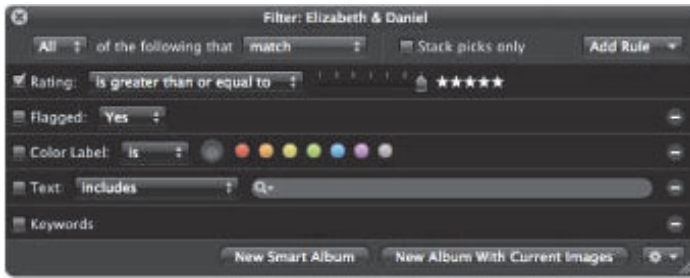 Filter: Elizabeth & Daniel
All of the following that match Stack picks only Add Rule
Rating: is greater than or equal to ★★★★★
Flagged: Yes
Color Label: is
Text includes
Keywords
New Smart Album New Album With Current Images